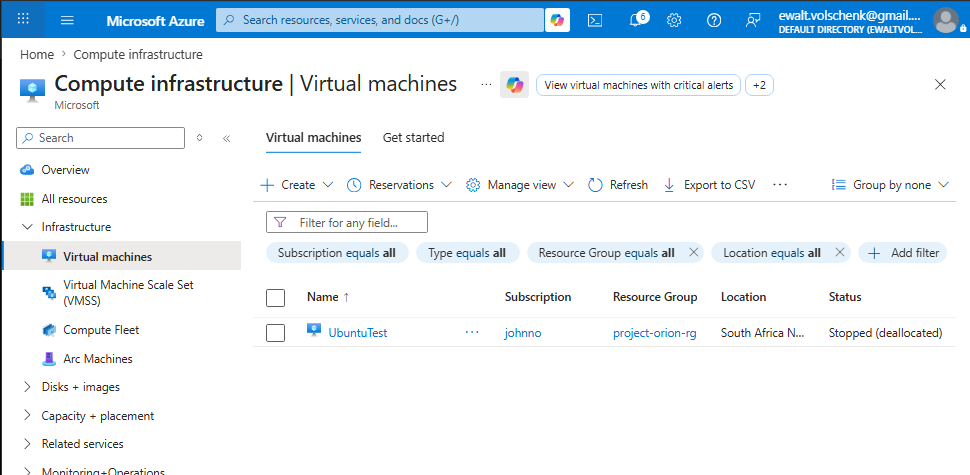 Microsoft Azure
Search resources, services, and docs (G+/)
6
ewalt.volschenk@gmail....
DEFAULT DIRECTORY (EWALTVOL...
Home > Compute infrastructure
Compute infrastructure | Virtual machines
...
View virtual machines with critical alerts
+2
Microsoft
Search
Virtual machines
Get started
Overview
All resources
Infrastructure
Virtual machines
Virtual Machine Scale Set
(VMSS)
Compute Fleet
Arc Machines
Disks + images
Capacity + placement
Related services
Monitoring+Operations
Create
Reservations
Manage view
Refresh
Export to CSV
...
Group by none
Filter for any field...
Subscription equals all
Type equals all
Resource Group equals all
Location equals all
Add filter
Name ↑ Subscription Resource Group Location Status
UbuntuTest ... johnno project-orion-rg South Africa N... Stopped (deallocated)